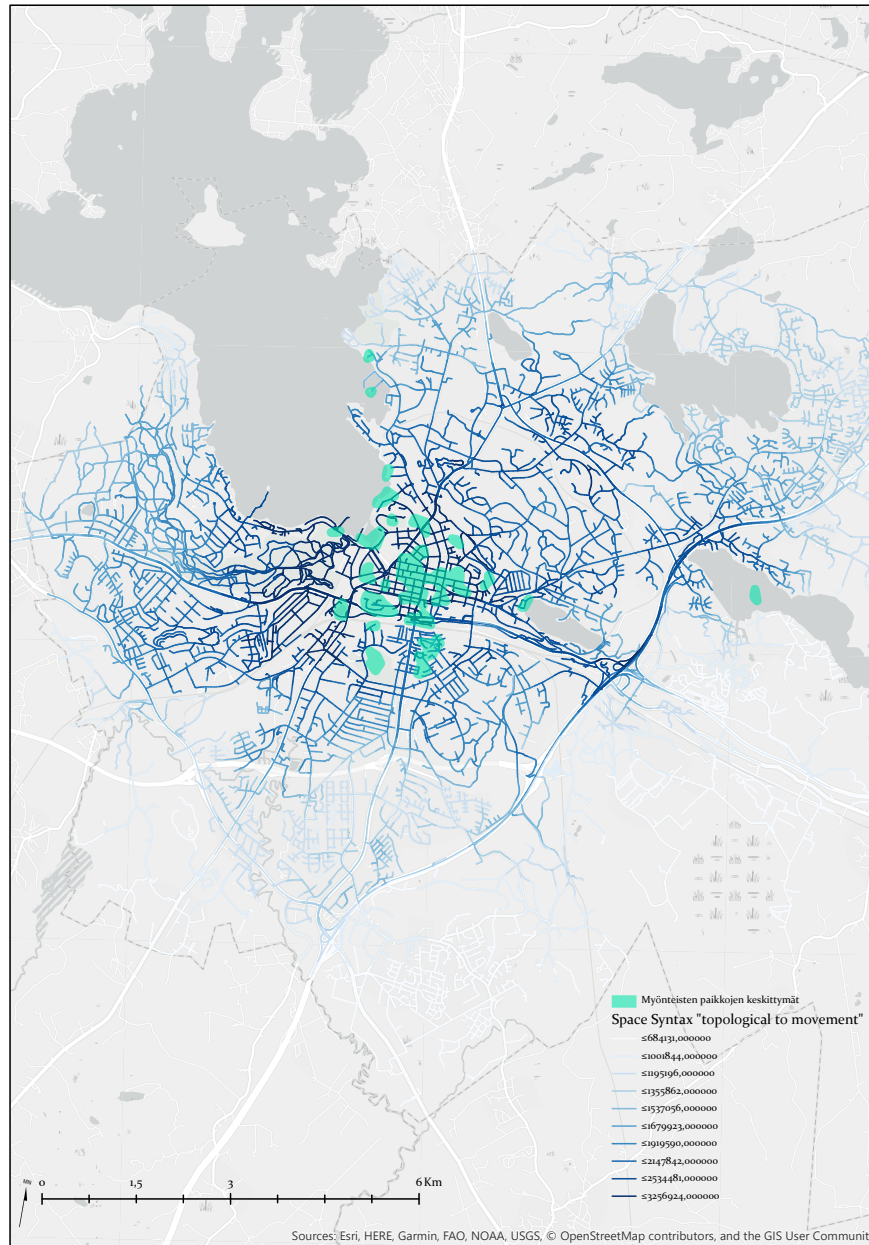 Myönteisten paikkojen keskittymät
Space Syntax "topological to movement"
≤684131,000000
≤1001844,000000
≤1195196,000000
≤1355862,000000
≤1537056,000000
≤1679923,000000
≤1919590,000000
≤2147842,000000
≤2534481,000000
≤3256924,000000
MN
0 1,5 3 6 Km
Sources: Esri, HERE, Garmin, FAO, NOAA, USGS, © OpenStreetMap contributors, and the GIS User Communit